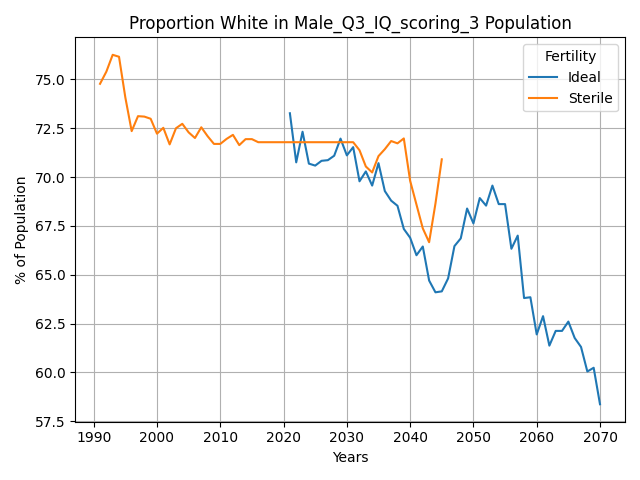 Proportion White in Male_Q3_IQ_scoring_3 Population
% of Population
75.0
72.5
70.0
67.5
65.0
62.5
60.0
57.5
Fertility
Ideal
Sterile
1990 2000 2010 2020 2030 2040 2050 2060 2070
Years